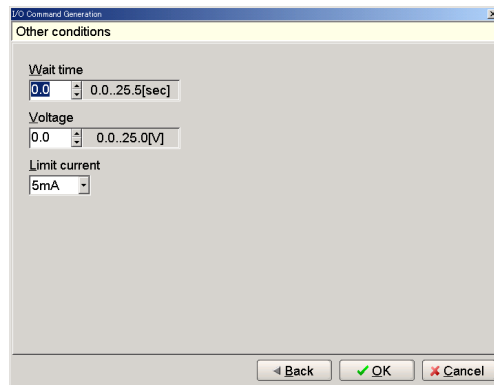 I/O Command Generation
Other conditions
Wait time
0.0 0.0..25.5[sec]
Voltage
0.0 0.0..25.0[V]
Limit current
5mA
Back OK Cancel